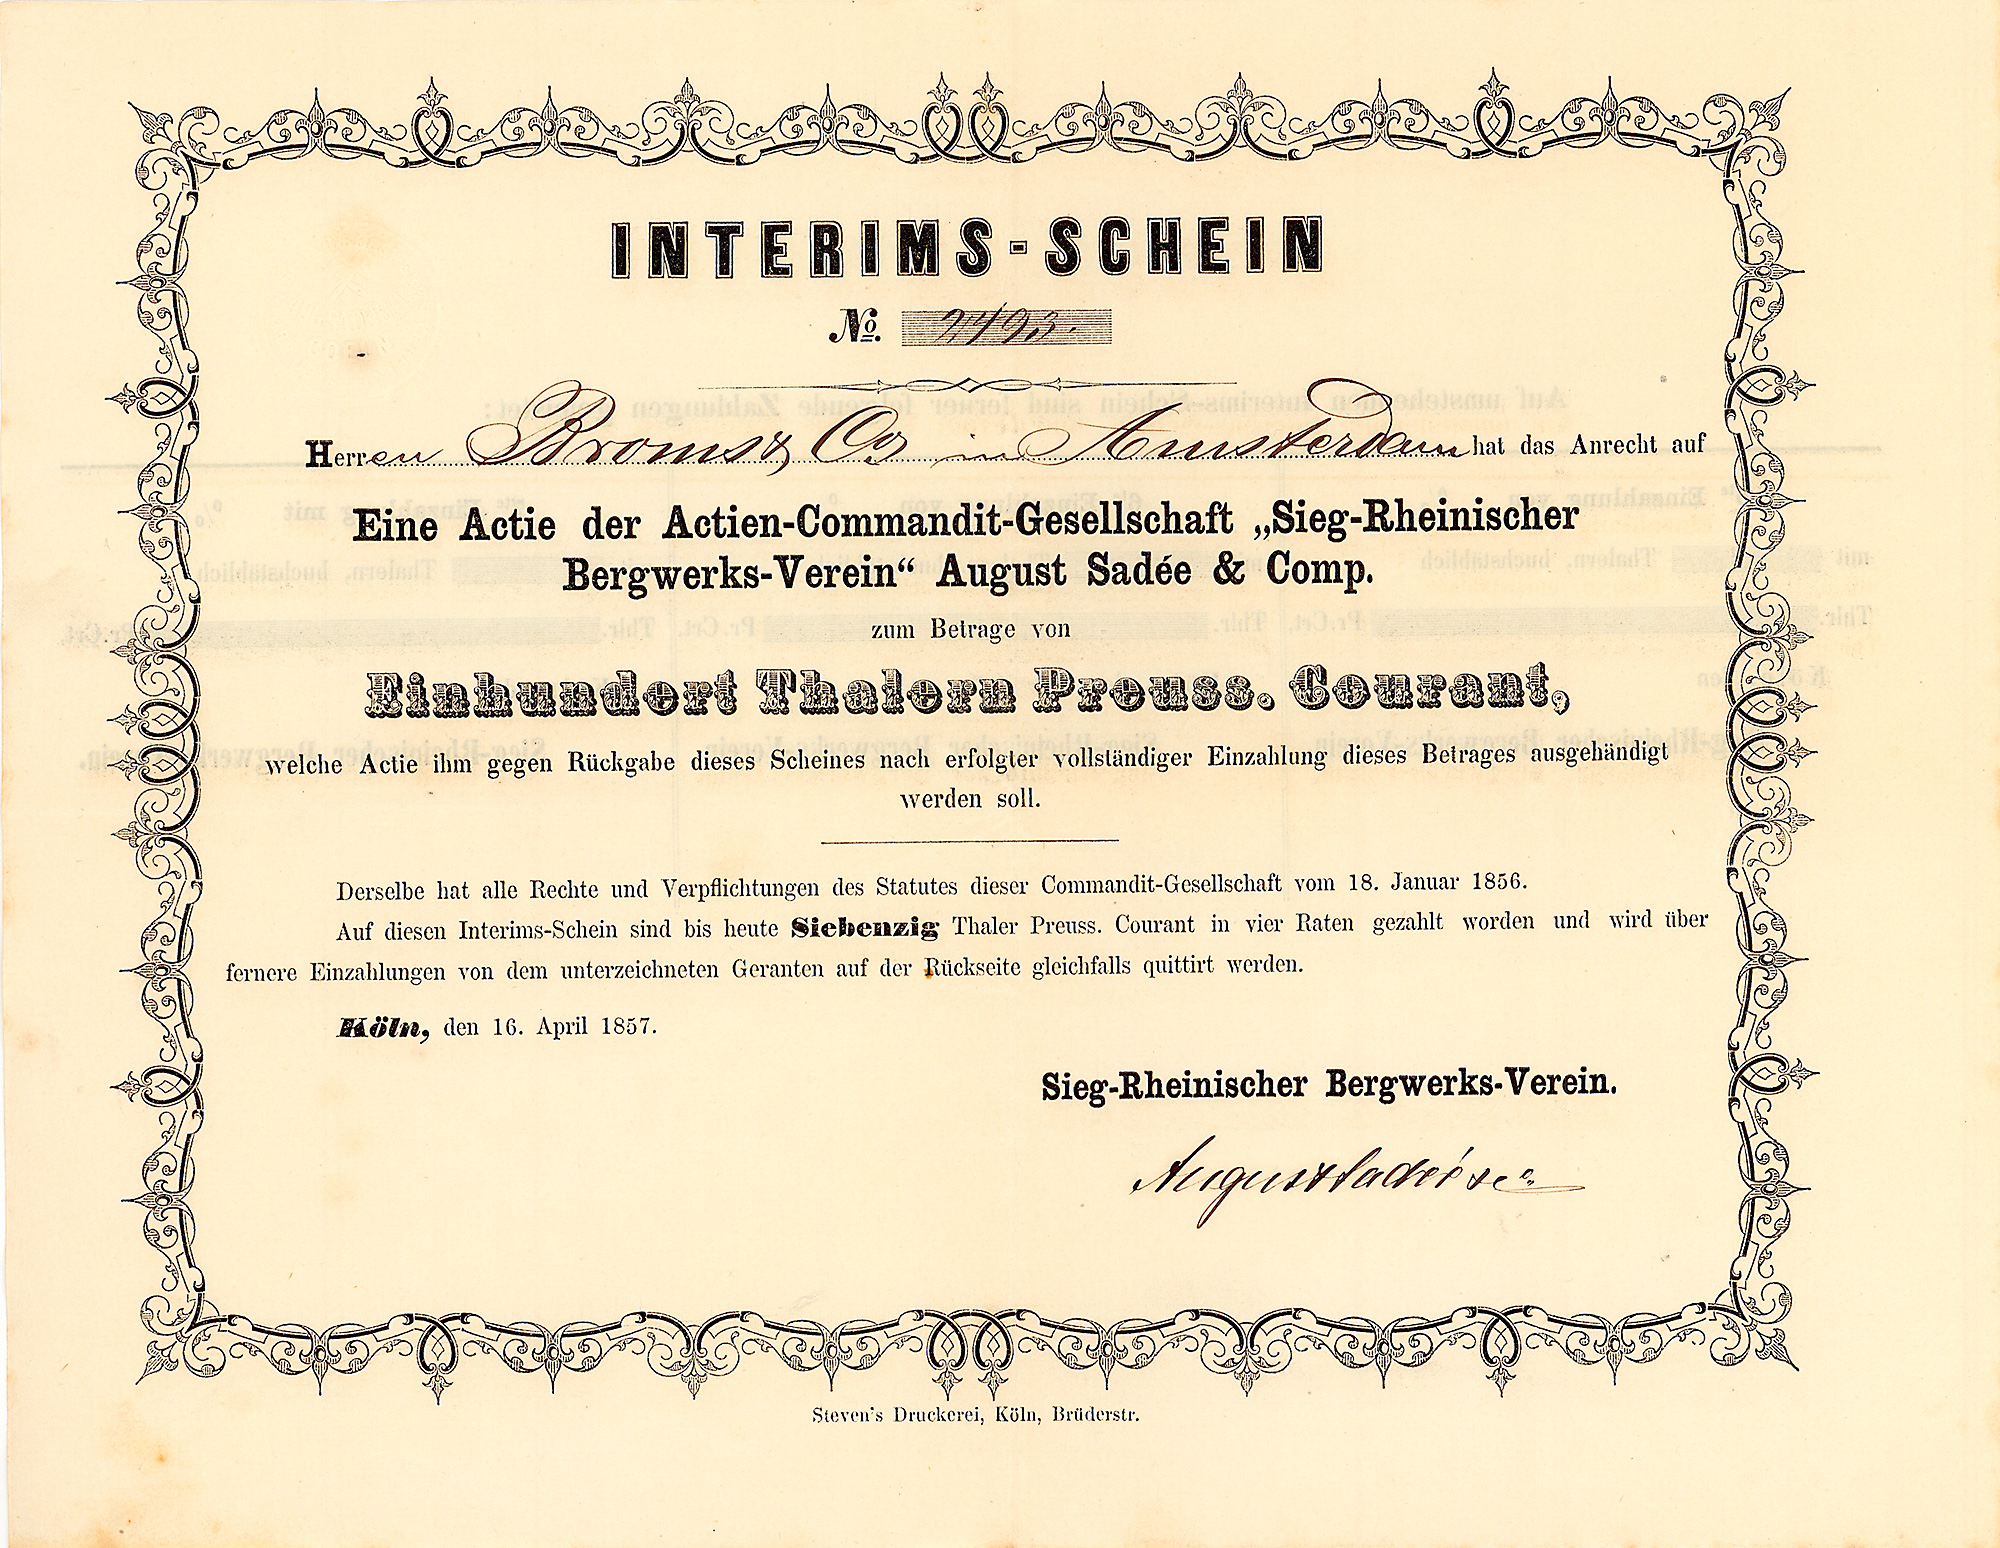 INTERIMS-SCHEIN
No. 2493.
Herren Broms & Co in Amsterdam hat das Anrecht auf
Eine Actie der Actien-Commandit-Gesellschaft „Sieg-Rheinischer
Bergwerks-Verein“ August Sadée & Comp.
zum Betrage von
Einhundert Thalern Preuss. Courant,
welche Actie ihm gegen Rückgabe dieses Scheines nach erfolgter vollständiger Einzahlung dieses Betrages ausgehändigt
werden soll.
Derselbe hat alle Rechte und Verpflichtungen des Statutes dieser Commandit-Gesellschaft vom 18. Januar 1856.
Auf diesen Interims-Schein sind bis heute Siebenzig Thaler Preuss. Courant in vier Raten gezahlt worden und wird über
fernere Einzahlungen von dem unterzeichneten Geranten auf der Rückseite gleichfalls quittirt werden.
Köln, den 16. April 1857.
Sieg-Rheinischer Bergwerks-Verein.
August Sadée
Steven's Druckerei, Köln, Brüderstr.